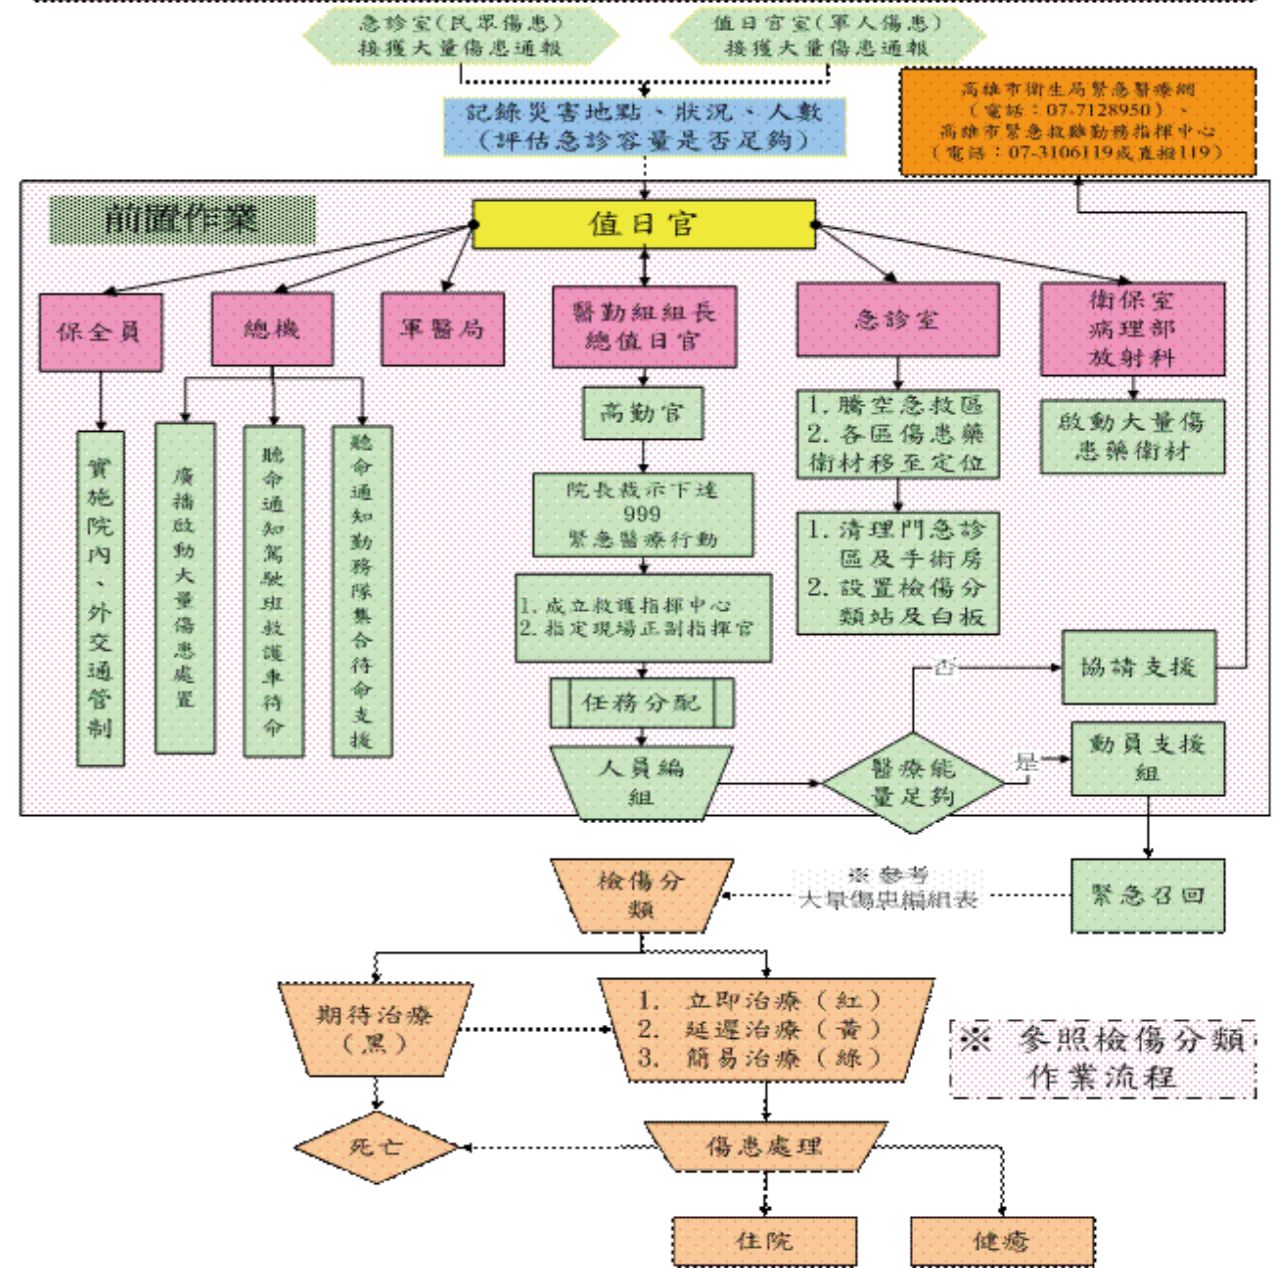 急診室(民眾傷患)
接獲大量傷患通報
值日官室(軍人傷患)
接獲大量傷患通報
高雄市衛生局緊急醫療網
(電話：07-7128950)、
高雄市緊急救難勤務指揮中心
(電話：07-3106119或直撥119)
記錄災害地點、狀況、人數
(評估急診容量是否足夠)
前置作業
值日官
保全員
總機
軍醫局
醫勤組組長
總值日官
急診室
衛保室
病理部
放射科
實施院內、外交通管制
廣播啟動大量傷患處置
聽命通知駕駛班救護車待命
聽命通知勤務隊集合待命支援
高勤官
院長裁示下達
999
緊急醫療行動
1. 成立救護指揮中心
2. 指定現場正副指揮官
任務分配
人員編
組
1. 騰空急救區
2. 各區傷患藥
衛材移至定位
1. 清理門急診
區及手術房
2. 設置檢傷分
類站及白板
啟動大量傷
患藥衛材
醫療能
量足夠
否
協請支援
是
動員支援
組
緊急召回
※ 參考
大量傷患編組表
檢傷分
類
期待治療
(黑)
1. 立即治療(紅)
2. 延遲治療(黃)
3. 簡易治療(綠)
※ 參照檢傷分類
作業流程
死亡
傷患處理
住院
健癒